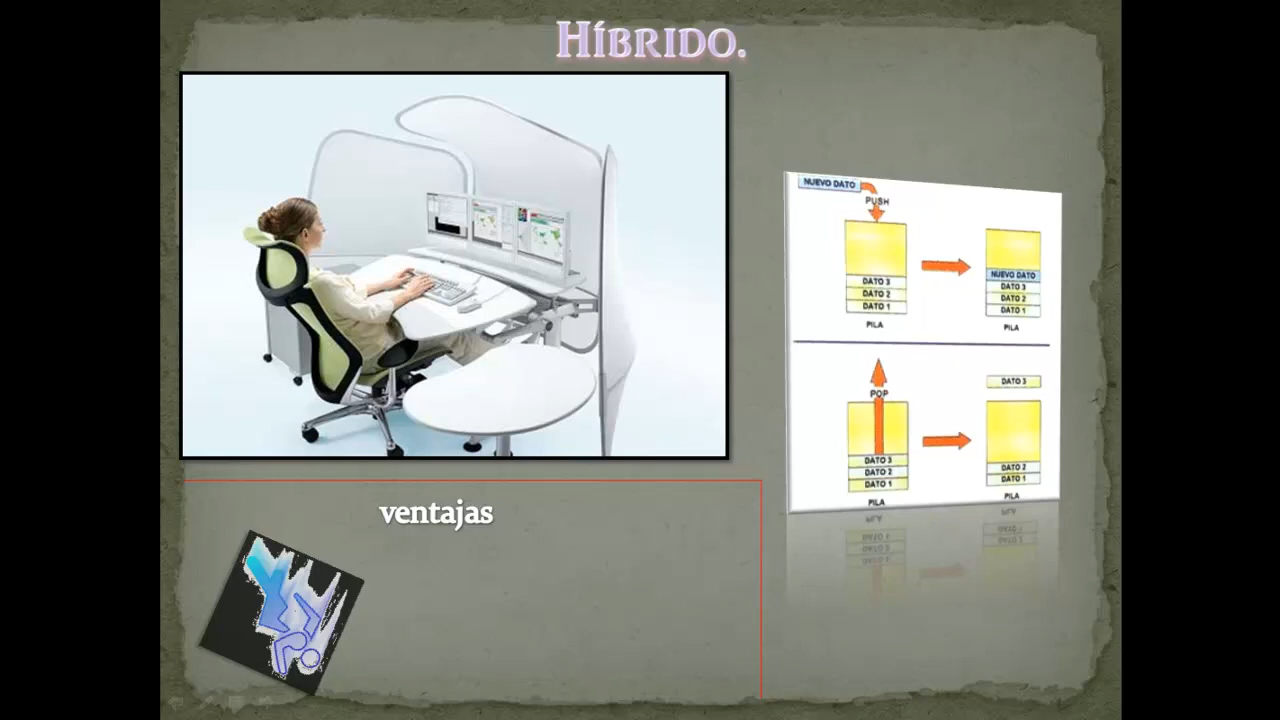 HÍBRIDO.
NUEVO DATO
PUSH
DATO 3
DATO 2
DATO 1
PILA
NUEVO DATO
DATO 3
DATO 2
DATO 1
PILA
POP
DATO 3
DATO 2
DATO 1
PILA
DATO 3
DATO 2
DATO 1
PILA
ventajas